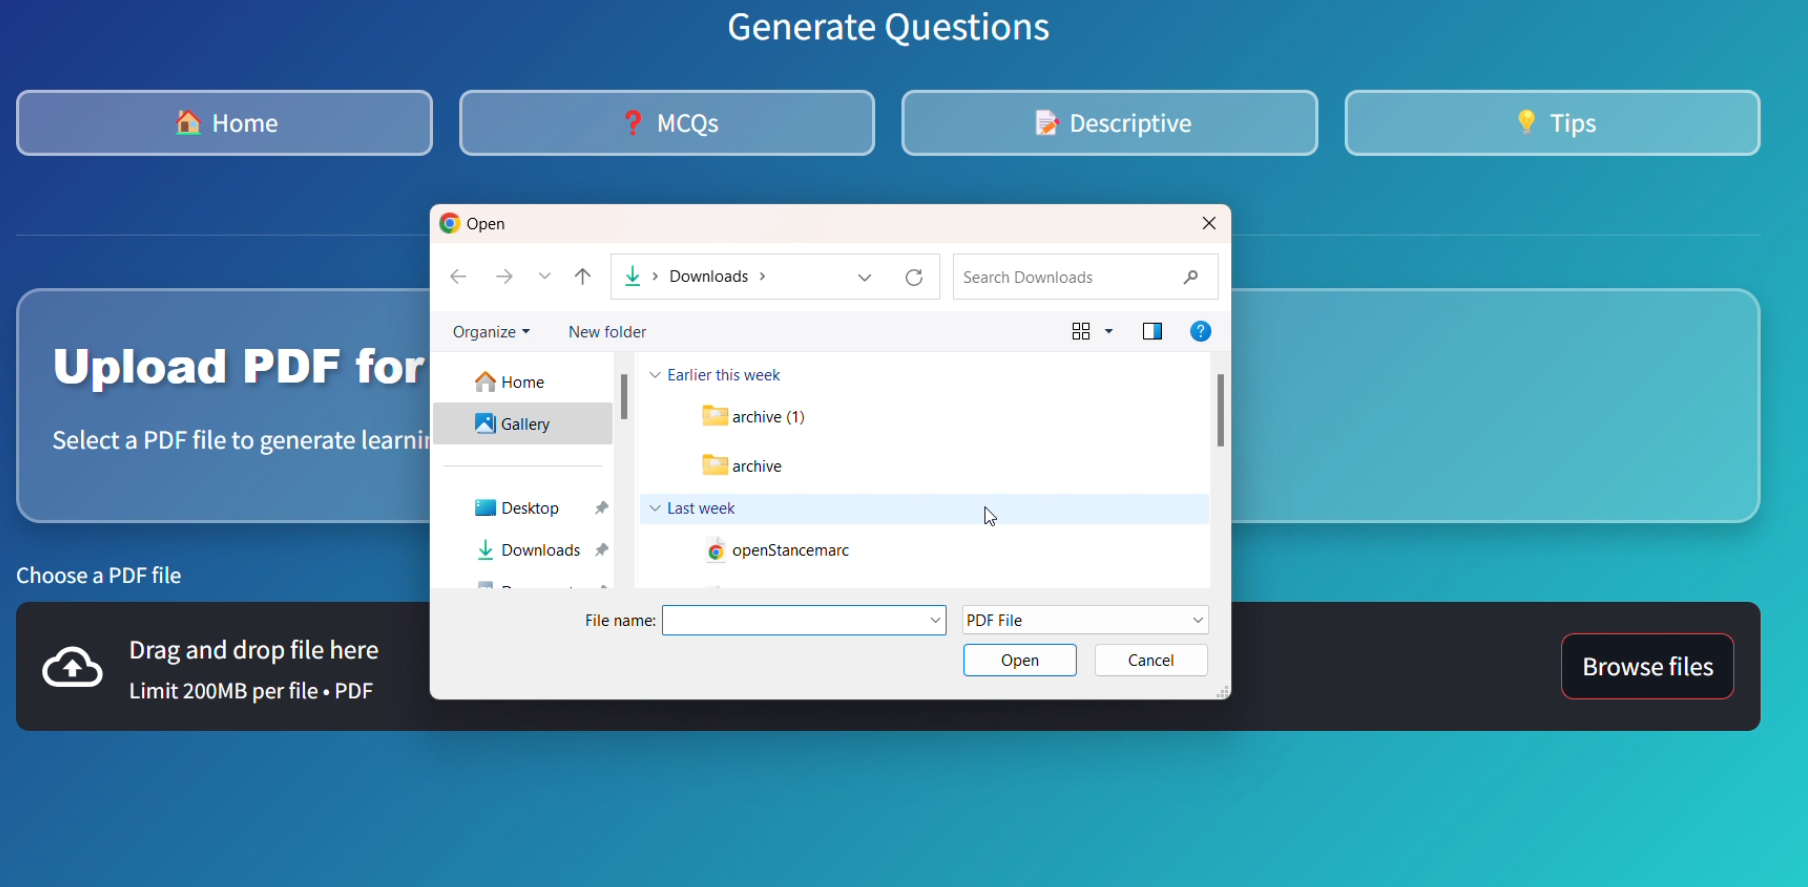 Generate Questions
Home
MCQs
Descriptive
Tips
Open
Downloads
Search Downloads
Organize
New folder
Home
Gallery
Desktop
Downloads
Earlier this week
archive (1)
archive
Last week
openStancemarc
File name:
PDF File
Open
Cancel
Upload PDF for
Select a PDF file to generate
Choose a PDF file
Drag and drop file here
Limit 200MB per file • PDF
Browse files